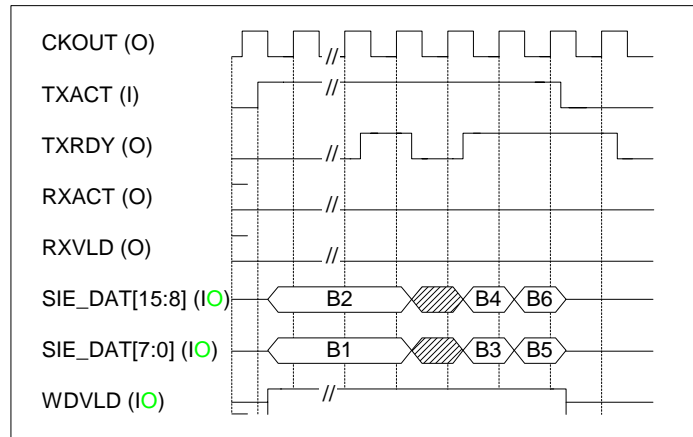 CKOUT (O)
//
TXACT (I)
//
TXRDY (O)
//
RXACT (O)
//
RXVLD (O)
//
SIE_DAT[15:8] (IO)
B2 B4 B6
SIE_DAT[7:0] (IO)
B1 B3 B5
WDVLD (IO)
//